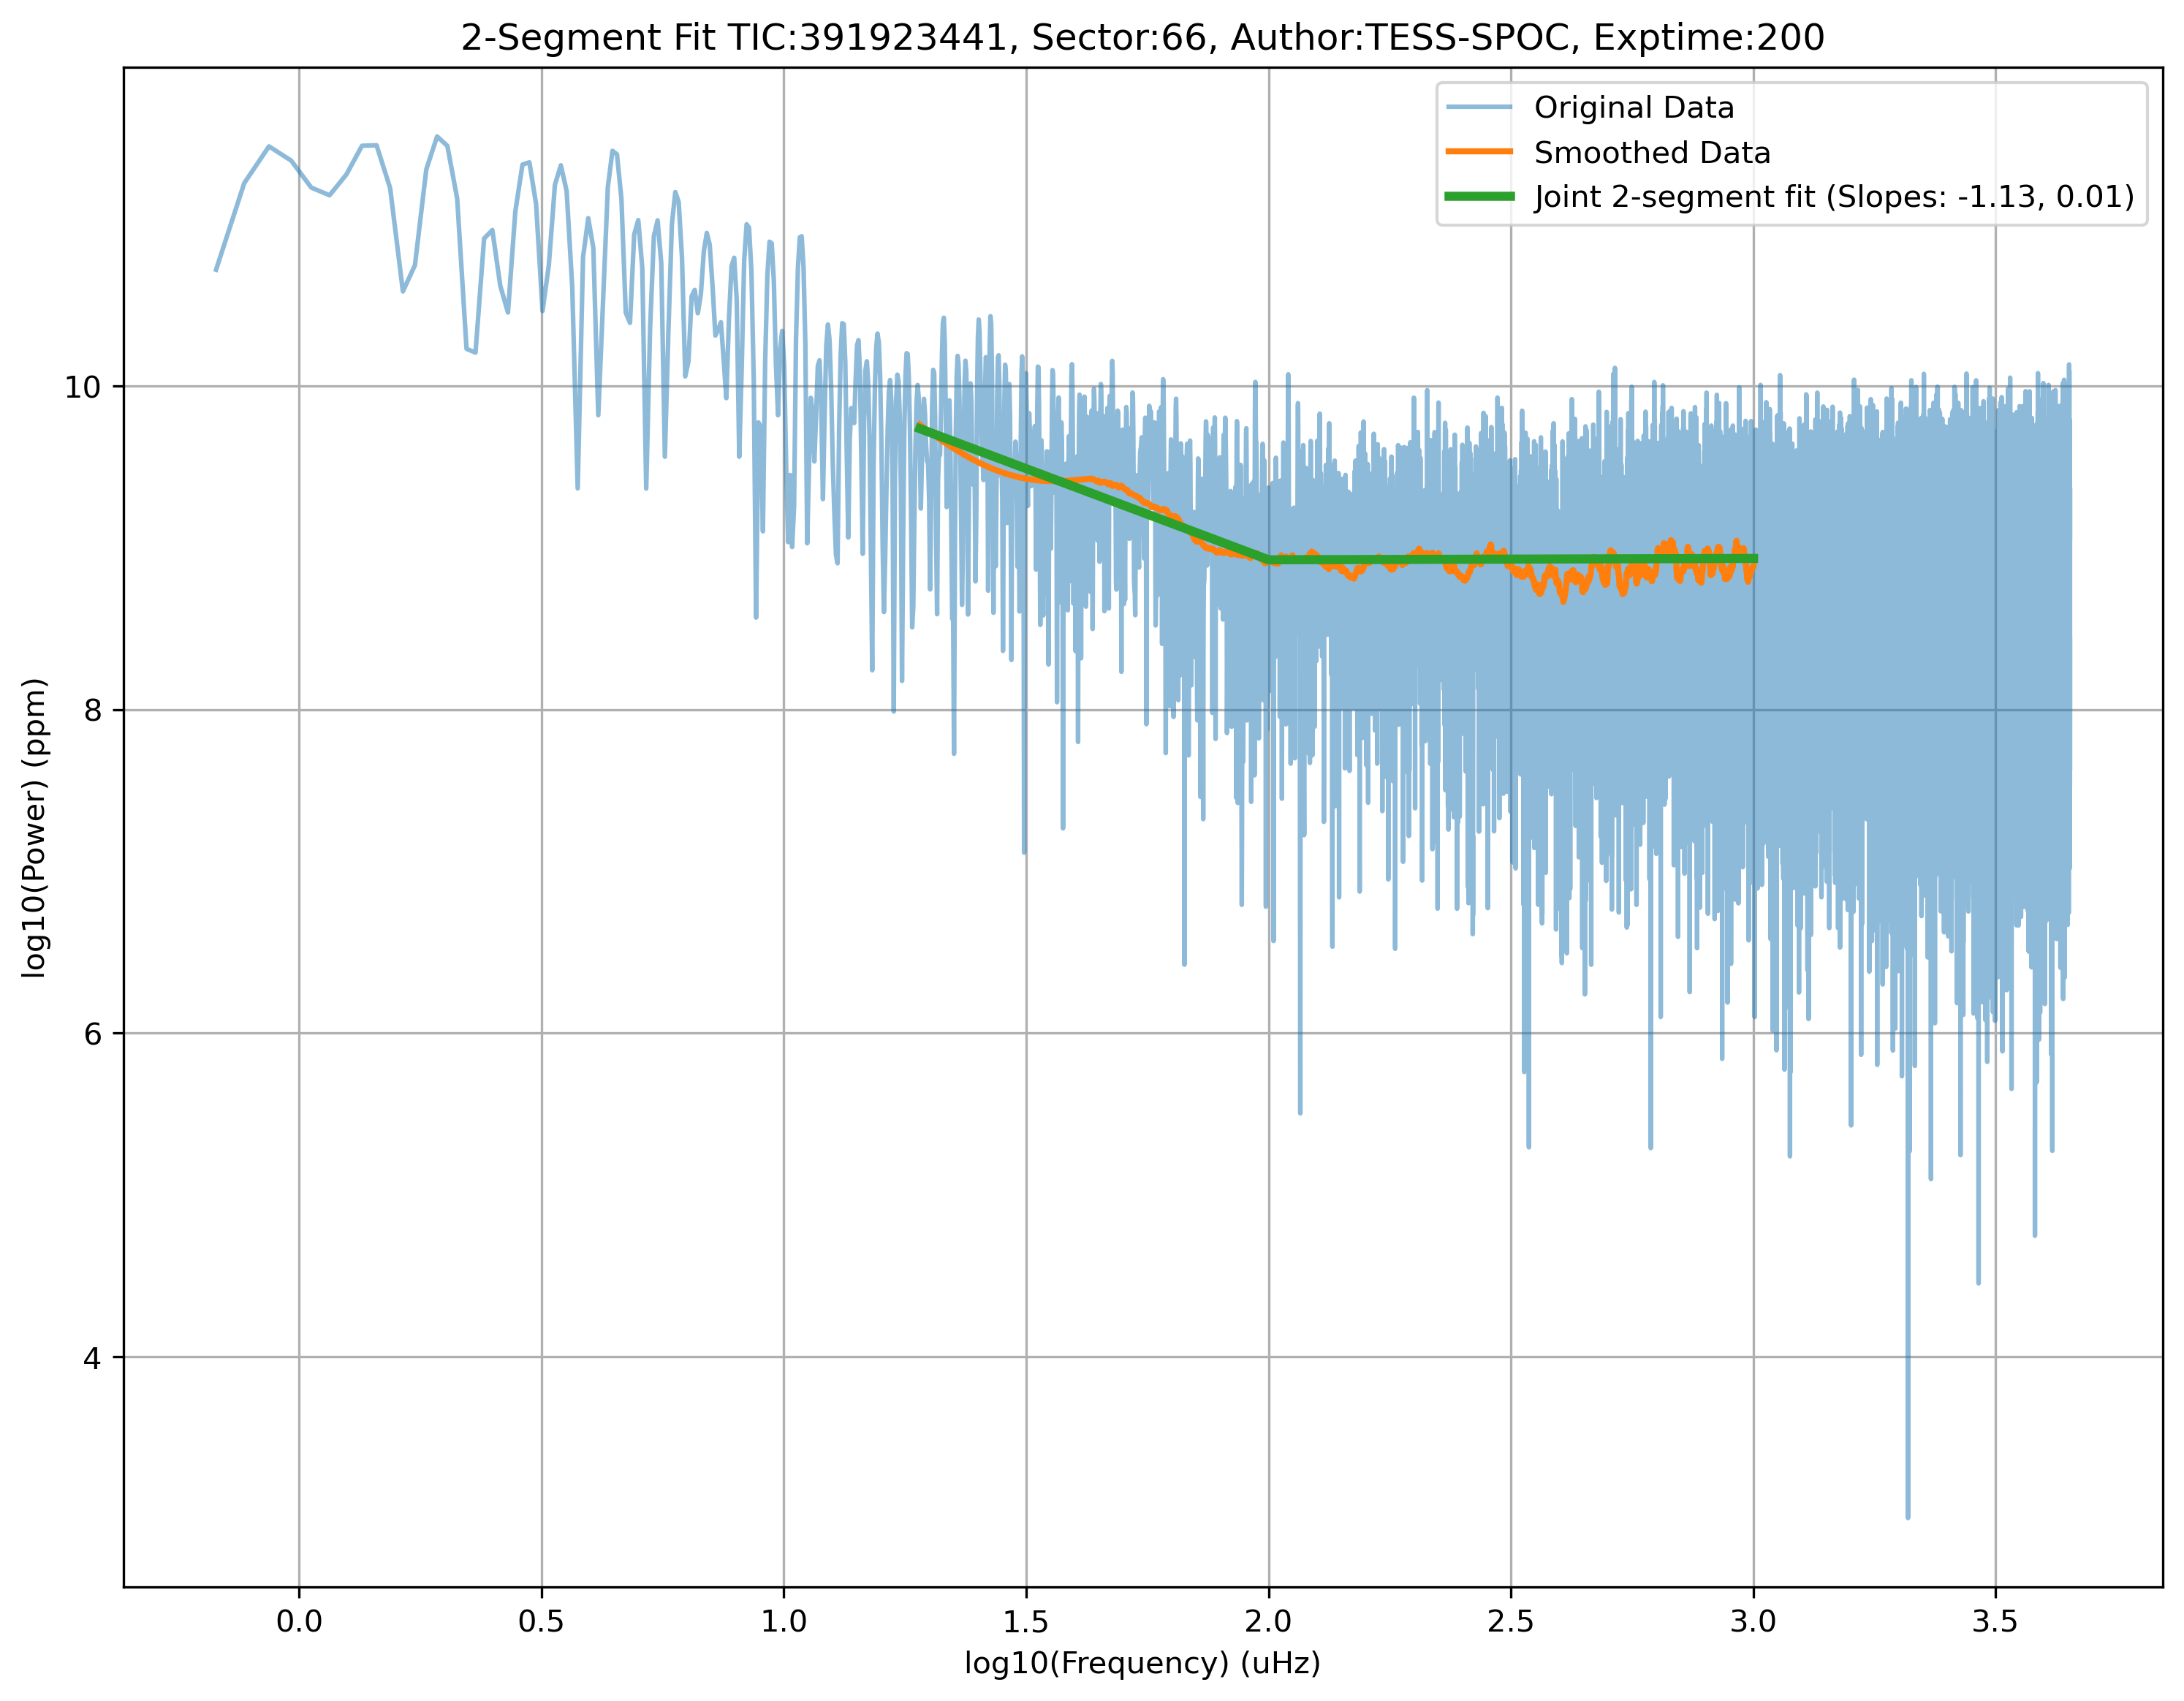 2-Segment Fit TIC:391923441, Sector:66, Author:TESS-SPOC, Exptime:200
Original Data
Smoothed Data
Joint 2-segment fit (Slopes: -1.13, 0.01)
log10(Power) (ppm)
10
8
6
4
0.0 0.5 1.0 1.5 2.0 2.5 3.0 3.5
log10(Frequency) (uHz)